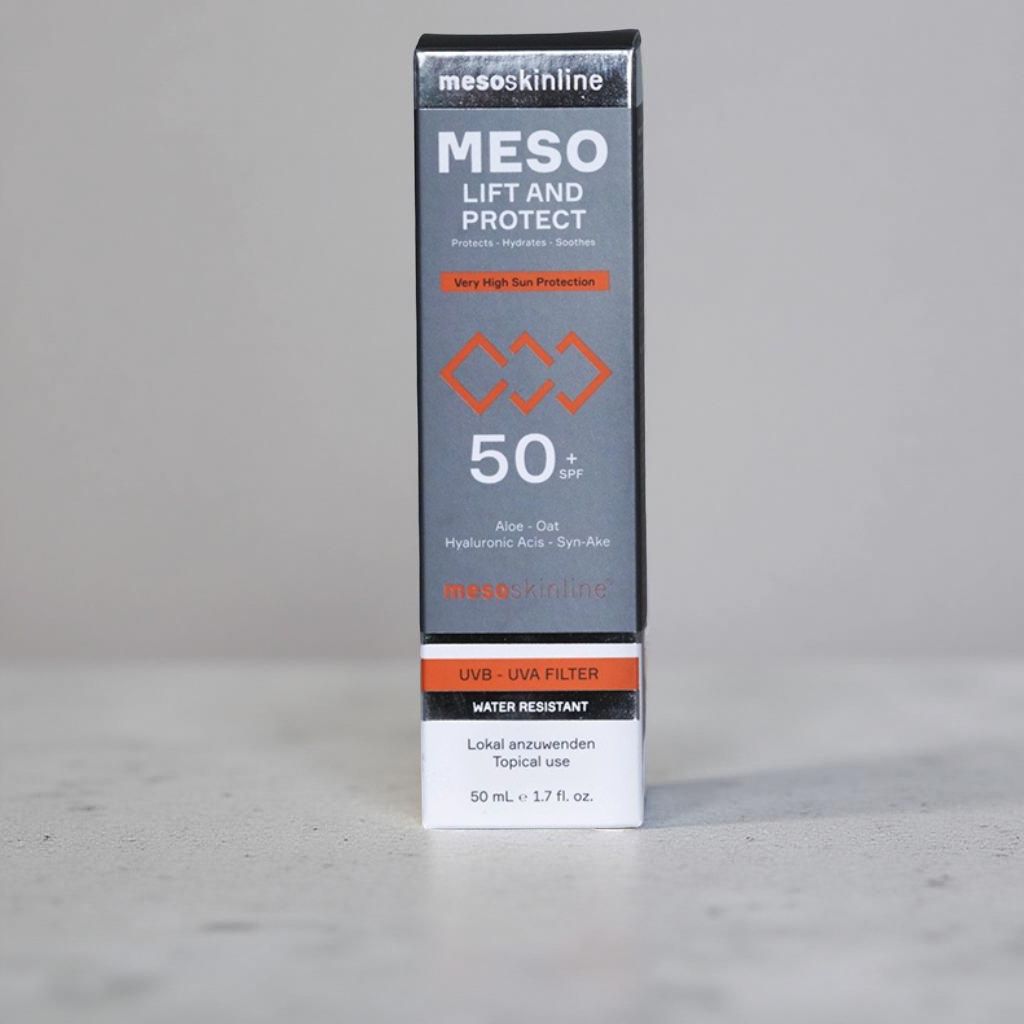 mesoskinline
MESO
LIFT AND
PROTECT
Protects - Hydrates - Soothes
Very High Sun Protection
50+
SPF
Aloe - Oat
Hyaluronic Acis - Syn-Ake
mesoskinline
UVB - UVA FILTER
WATER RESISTANT
Lokal anzuwenden
Topical use
50 mL ℮ 1.7 fl. oz.